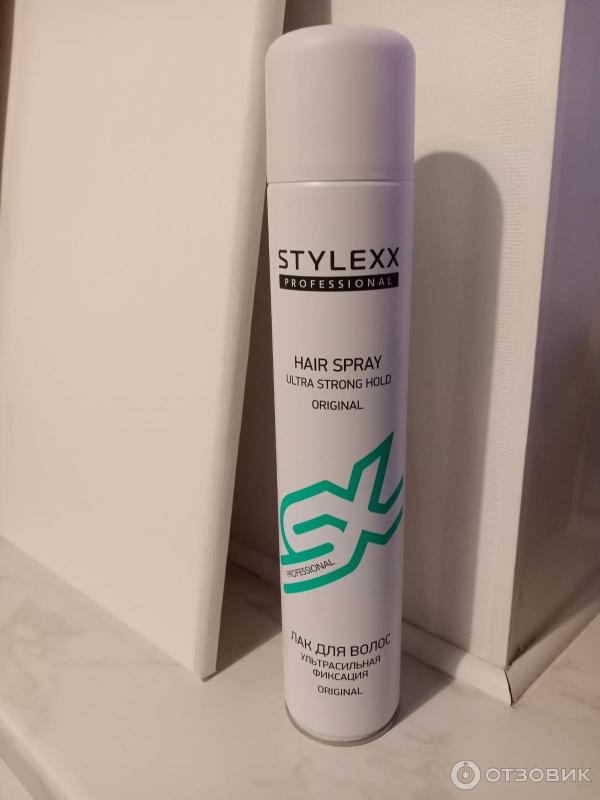 STYLEXX
PROFESSIONAL
HAIR SPRAY
ULTRA STRONG HOLD
ORIGINAL
SX
PROFESSIONAL
ЛАК ДЛЯ ВОЛОС
УЛЬТРАСИЛЬНАЯ
ФИКСАЦИЯ
ORIGINAL
ОТЗОВИК